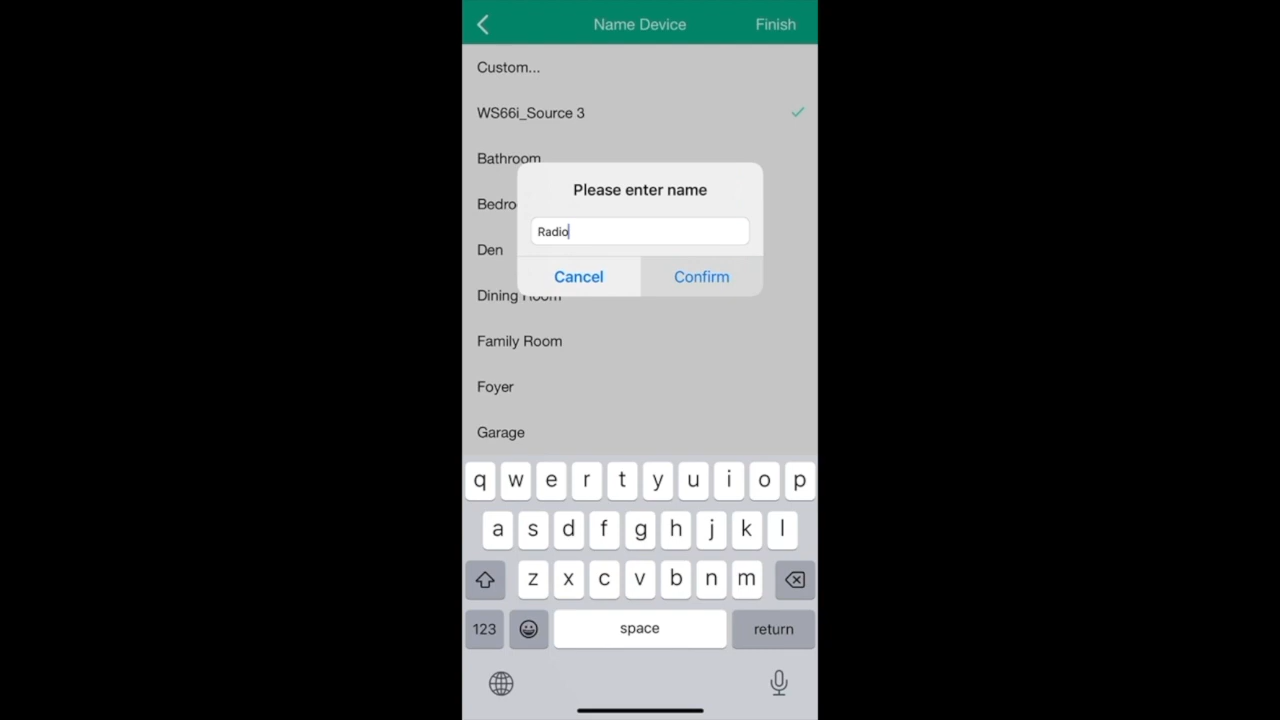 Name Device
Finish
Custom...
WS66i_Source 3
Bathroom
Please enter name
Bedro
Radio
Den
Cancel
Confirm
Dining Room
Family Room
Foyer
Garage
q w e r t y u i o p
a s d f g h j k l
z x c v b n m
123
space
return